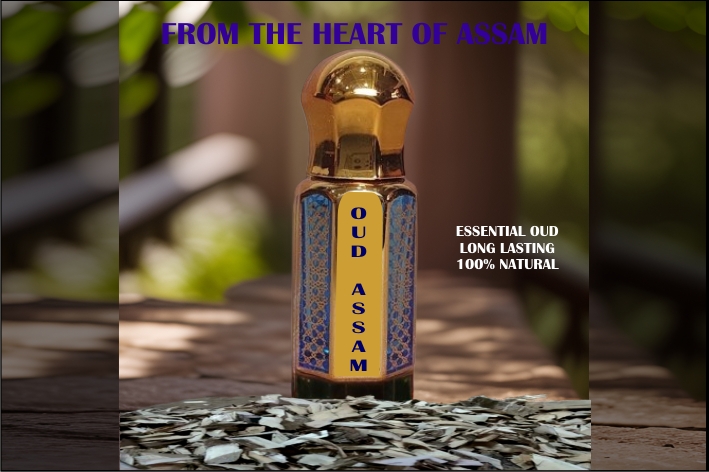 FROM THE HEART OF ASSAM
OUD ASSAM
ESSENTIAL OUD
LONG LASTING
100% NATURAL